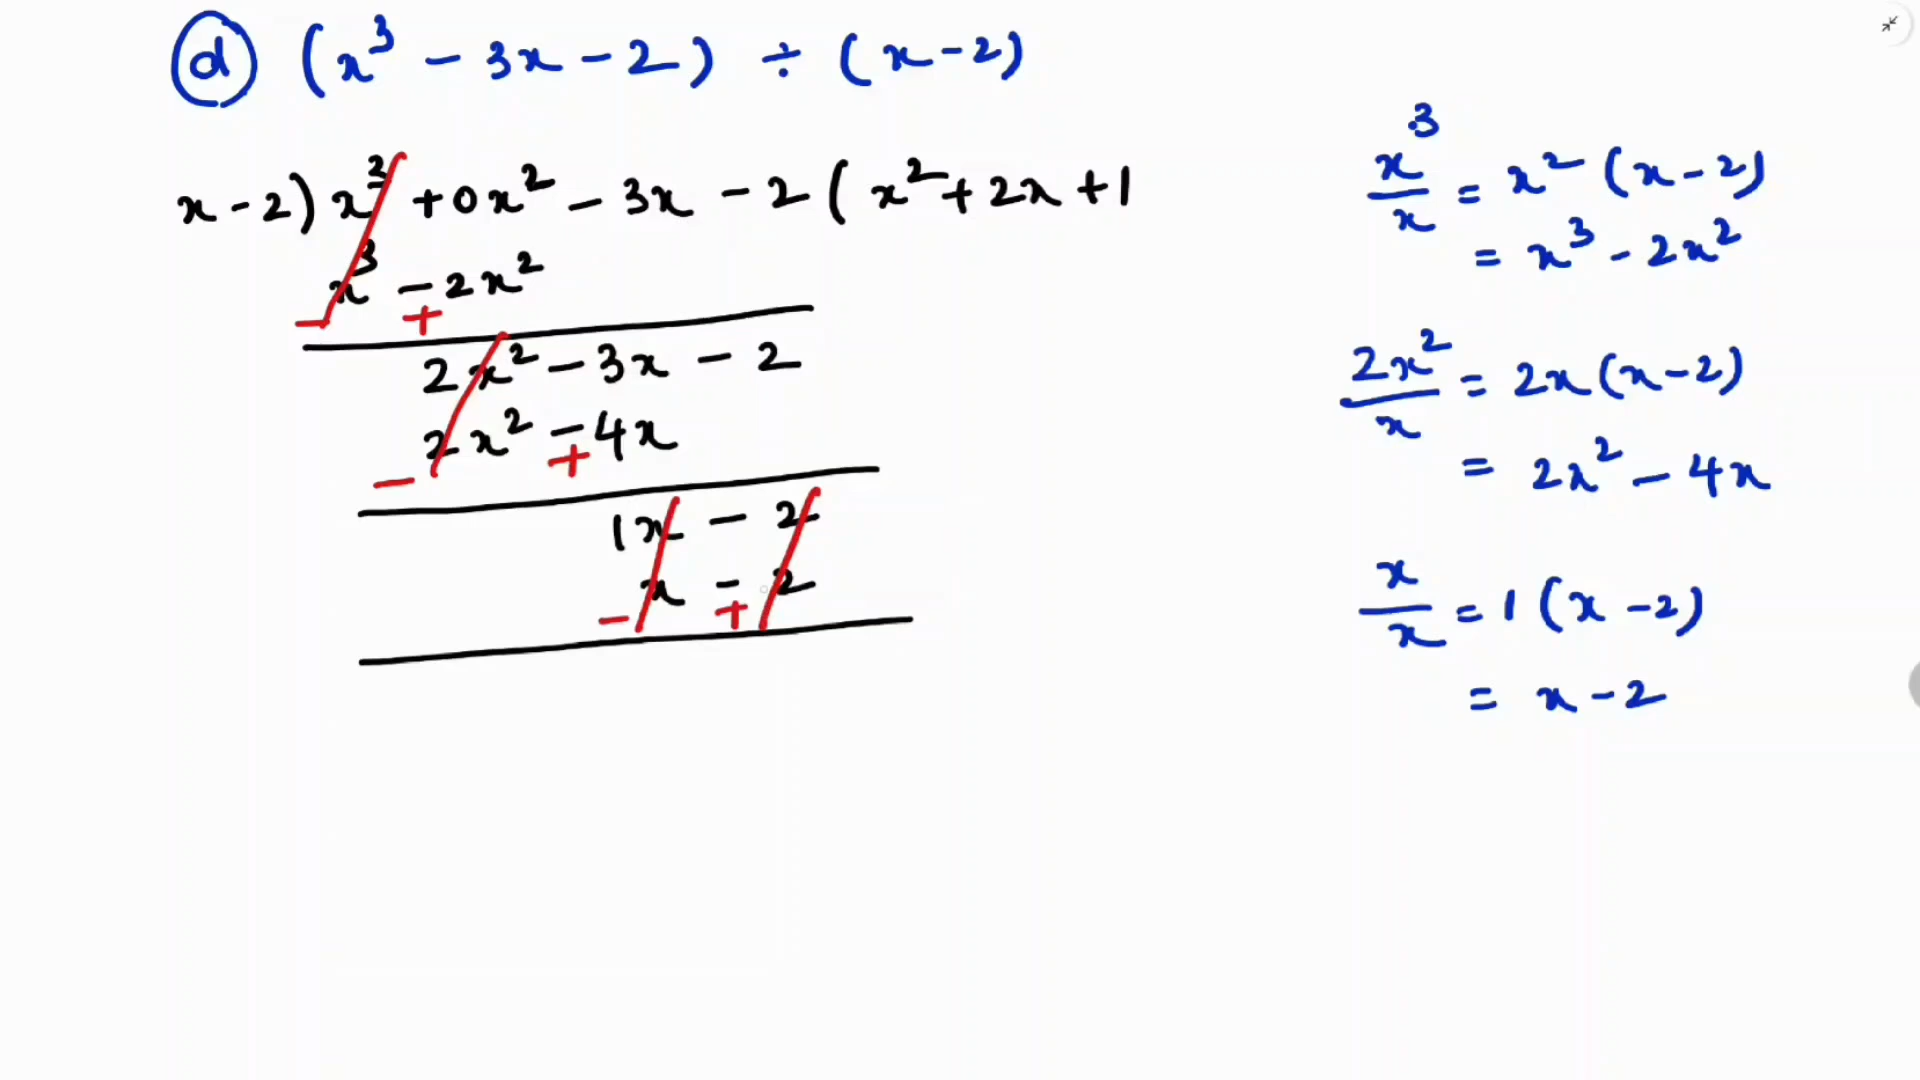 (d) (x³ - 3x - 2) ÷ (x - 2)
x - 2) x³ + 0x² - 3x - 2 ( x² + 2x + 1
x³ - 2x²
- +
2x² - 3x - 2
2x² - 4x
- +
1x - 2
x - 2
- +
x³/x = x² (x - 2)
= x³ - 2x²
2x²/x = 2x (x - 2)
= 2x² - 4x
x/x = 1 (x - 2)
= x - 2